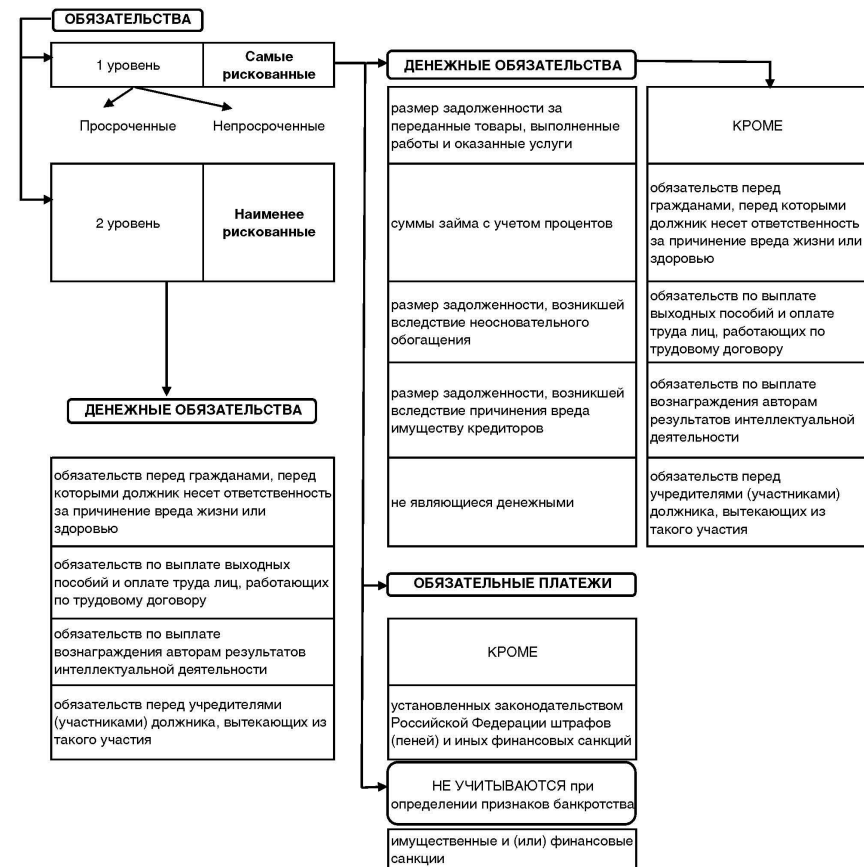 ОБЯЗАТЕЛЬСТВА
1 уровень
Самые
рискованные
Просроченные
Непросроченные
2 уровень
Наименее
рискованные
ДЕНЕЖНЫЕ ОБЯЗАТЕЛЬСТВА
обязательств перед гражданами, перед
которыми должник несет ответственность
за причинение вреда жизни или
здоровью
обязательств по выплате выходных
пособий и оплате труда лиц, работающих
по трудовому договору
обязательств по выплате
вознаграждения авторам результатов
интеллектуальной деятельности
обязательств перед учредителями
(участниками) должника, вытекающих из
такого участия
ДЕНЕЖНЫЕ ОБЯЗАТЕЛЬСТВА
размер задолженности за
переданные товары, выполненные
работы и оказанные услуги
суммы займа с учетом процентов
размер задолженности, возникшей
вследствие неосновательного
обогащения
размер задолженности, возникшей
вследствие причинения вреда
имуществу кредиторов
не являющиеся денежными
КРОМЕ
обязательств перед
гражданами, перед которыми
должник несет ответственность
за причинение вреда жизни или
здоровью
обязательств по выплате
выходных пособий и оплате
труда лиц, работающих по
трудовому договору
обязательств по выплате
вознаграждения авторам
результатов интеллектуальной
деятельности
обязательств перед
учредителями (участниками)
должника, вытекающих из
такого участия
ОБЯЗАТЕЛЬНЫЕ ПЛАТЕЖИ
КРОМЕ
установленных законодательством
Российской Федерации штрафов
(пеней) и иных финансовых санкций
НЕ УЧИТЫВАЮТСЯ при
определении признаков банкротства
имущественные и (или) финансовые
санкции